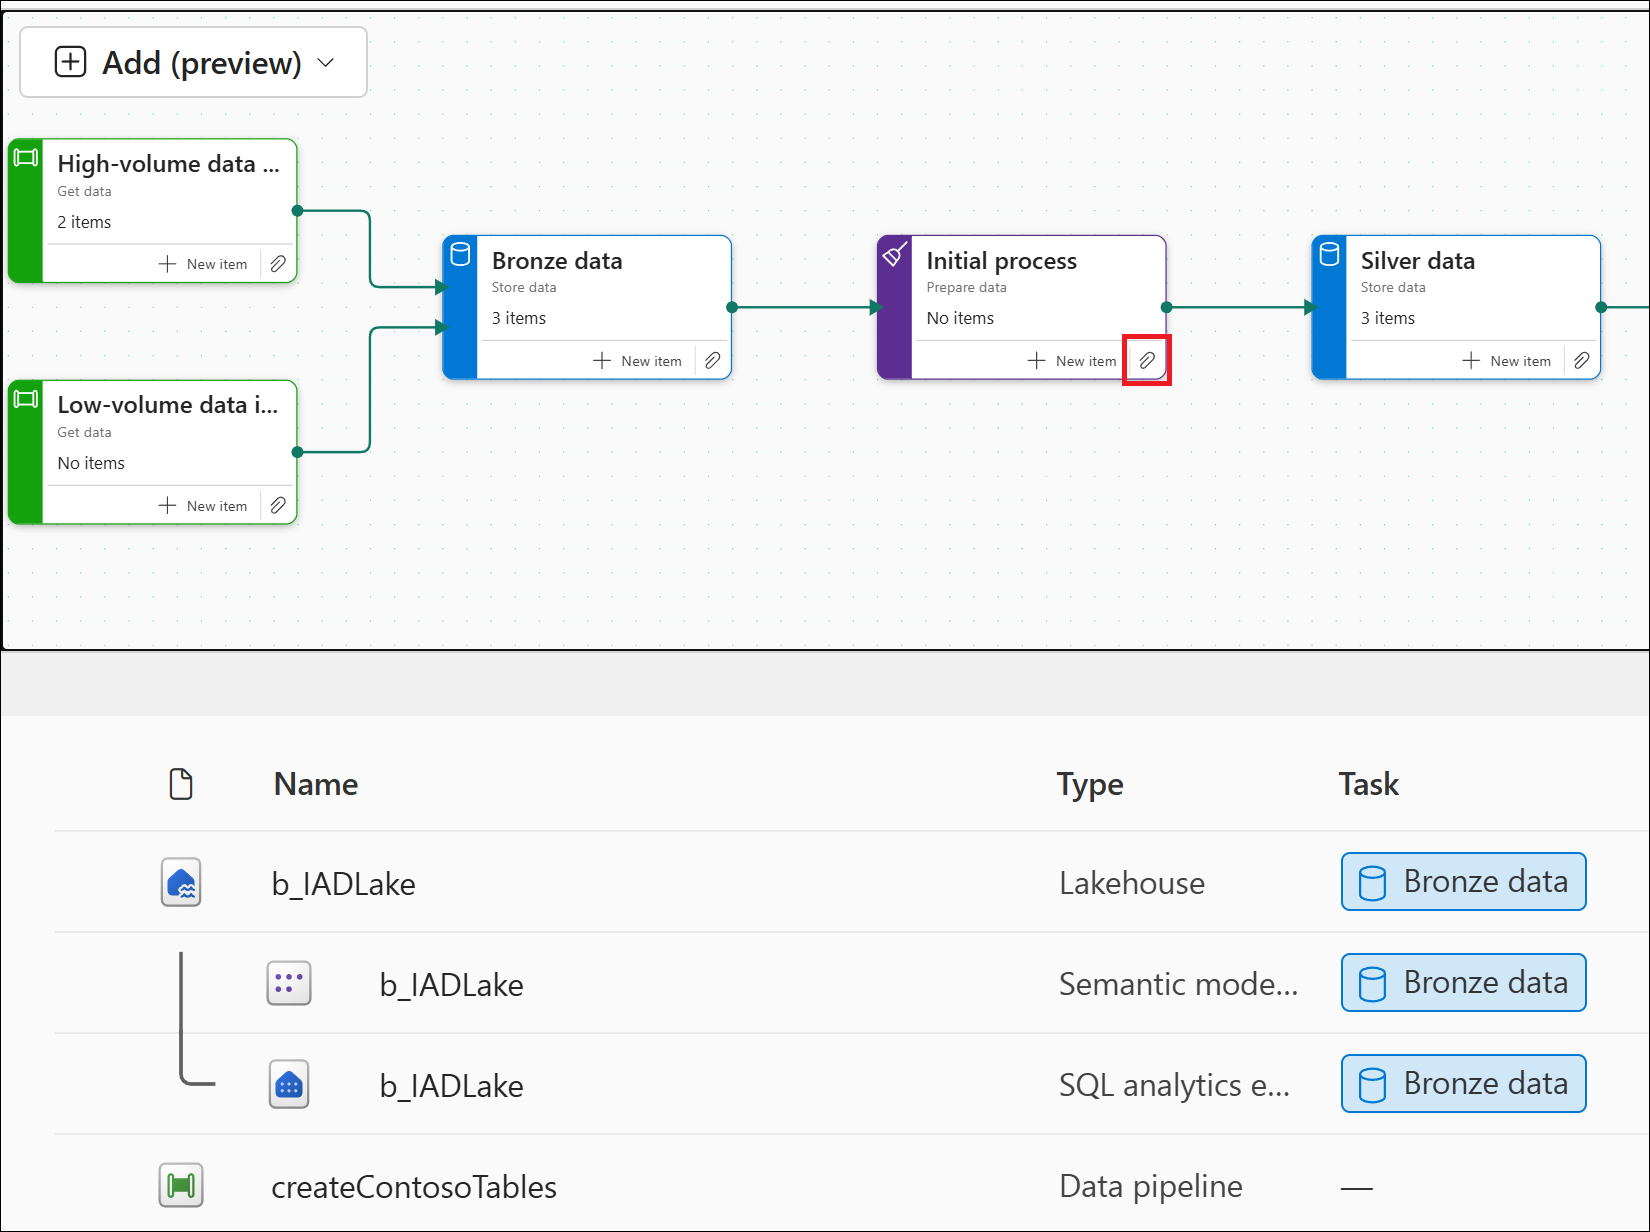 Add (preview)
High-volume data ...
Get data
2 items
New item
Low-volume data i...
Get data
No items
New item
Bronze data
Store data
3 items
New item
Initial process
Prepare data
No items
New item
Silver data
Store data
3 items
New item
Name Type Task
b_IADLake Lakehouse Bronze data
b_IADLake Semantic mode... Bronze data
b_IADLake SQL analytics e... Bronze data
createContosoTables Data pipeline —